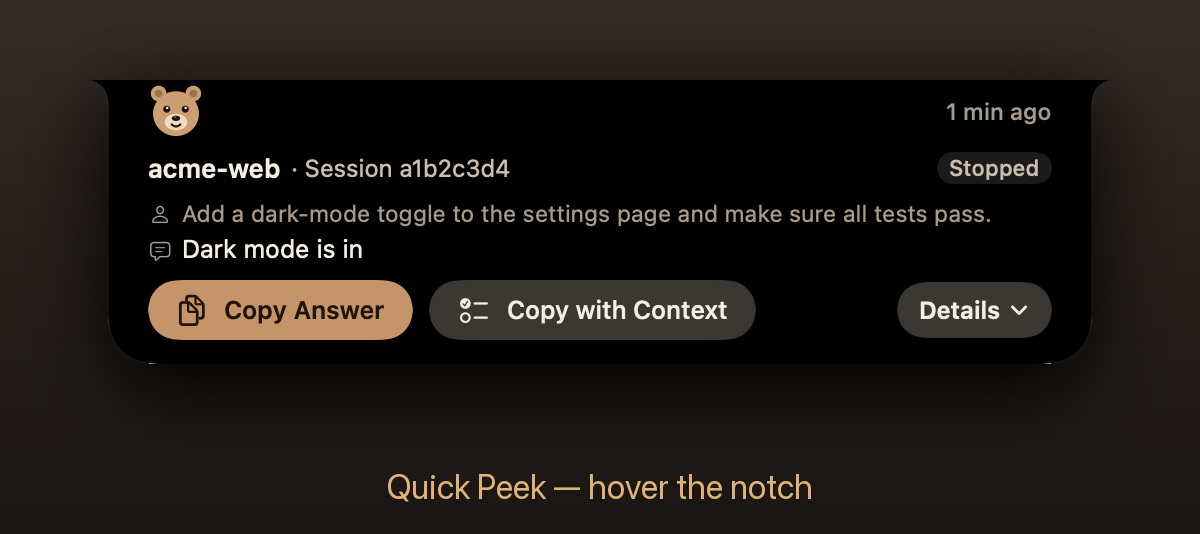 1 min ago
acme-web · Session a1b2c3d4
Stopped
Add a dark-mode toggle to the settings page and make sure all tests pass.
Dark mode is in
Copy Answer
Copy with Context
Details
Quick Peek — hover the notch